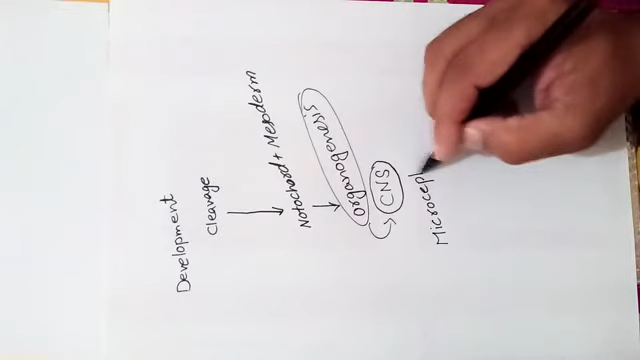 Development
Cleavage
Notochord + Mesoderm
Organogenesis
CNS
Microcepl